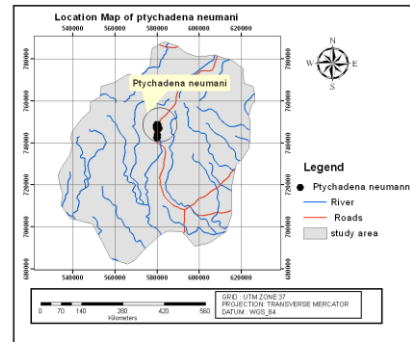 Location Map of ptychadena neumani
540000 560000 580000 600000 620000
N
W E
S
780000 780000
760000 760000
Ptychadena neumani
740000 740000
720000 720000
700000 700000
680000 680000
540000 560000 580000 600000 620000
Legend
Ptychadena neumann
River
Roads
study area
0 70 140 280 420 560
Kilometers
GRID : UTM ZONE 37
PROJECTION: TRANSVERSE MERCATOR
DATUM : WGS_84